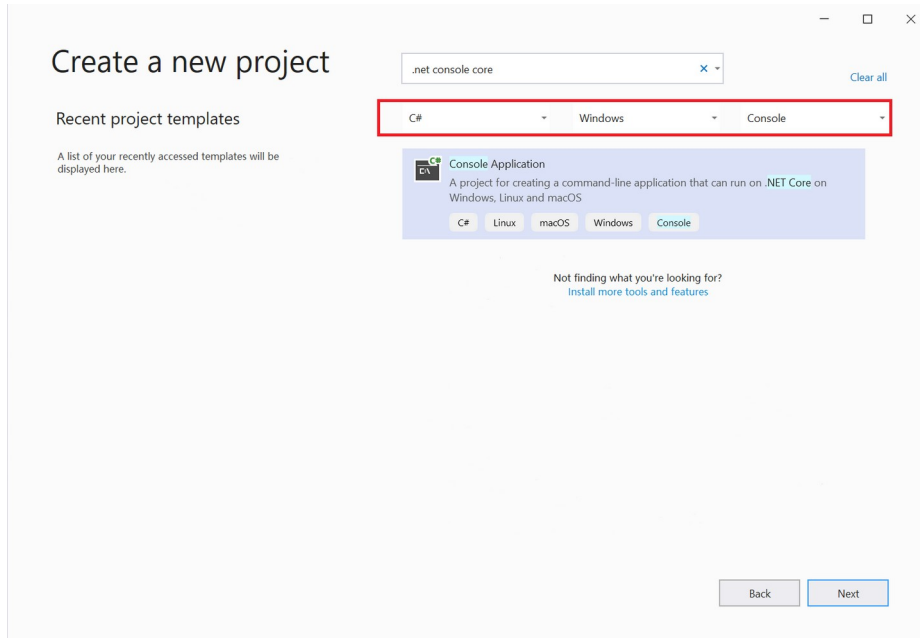 Create a new project
.net console core
Clear all
Recent project templates
C#
Windows
Console
A list of your recently accessed templates will be
displayed here.
C#
C:\
Console Application
A project for creating a command-line application that can run on .NET Core on
Windows, Linux and macOS
C#
Linux
macOS
Windows
Console
Not finding what you're looking for?
Install more tools and features
Back
Next